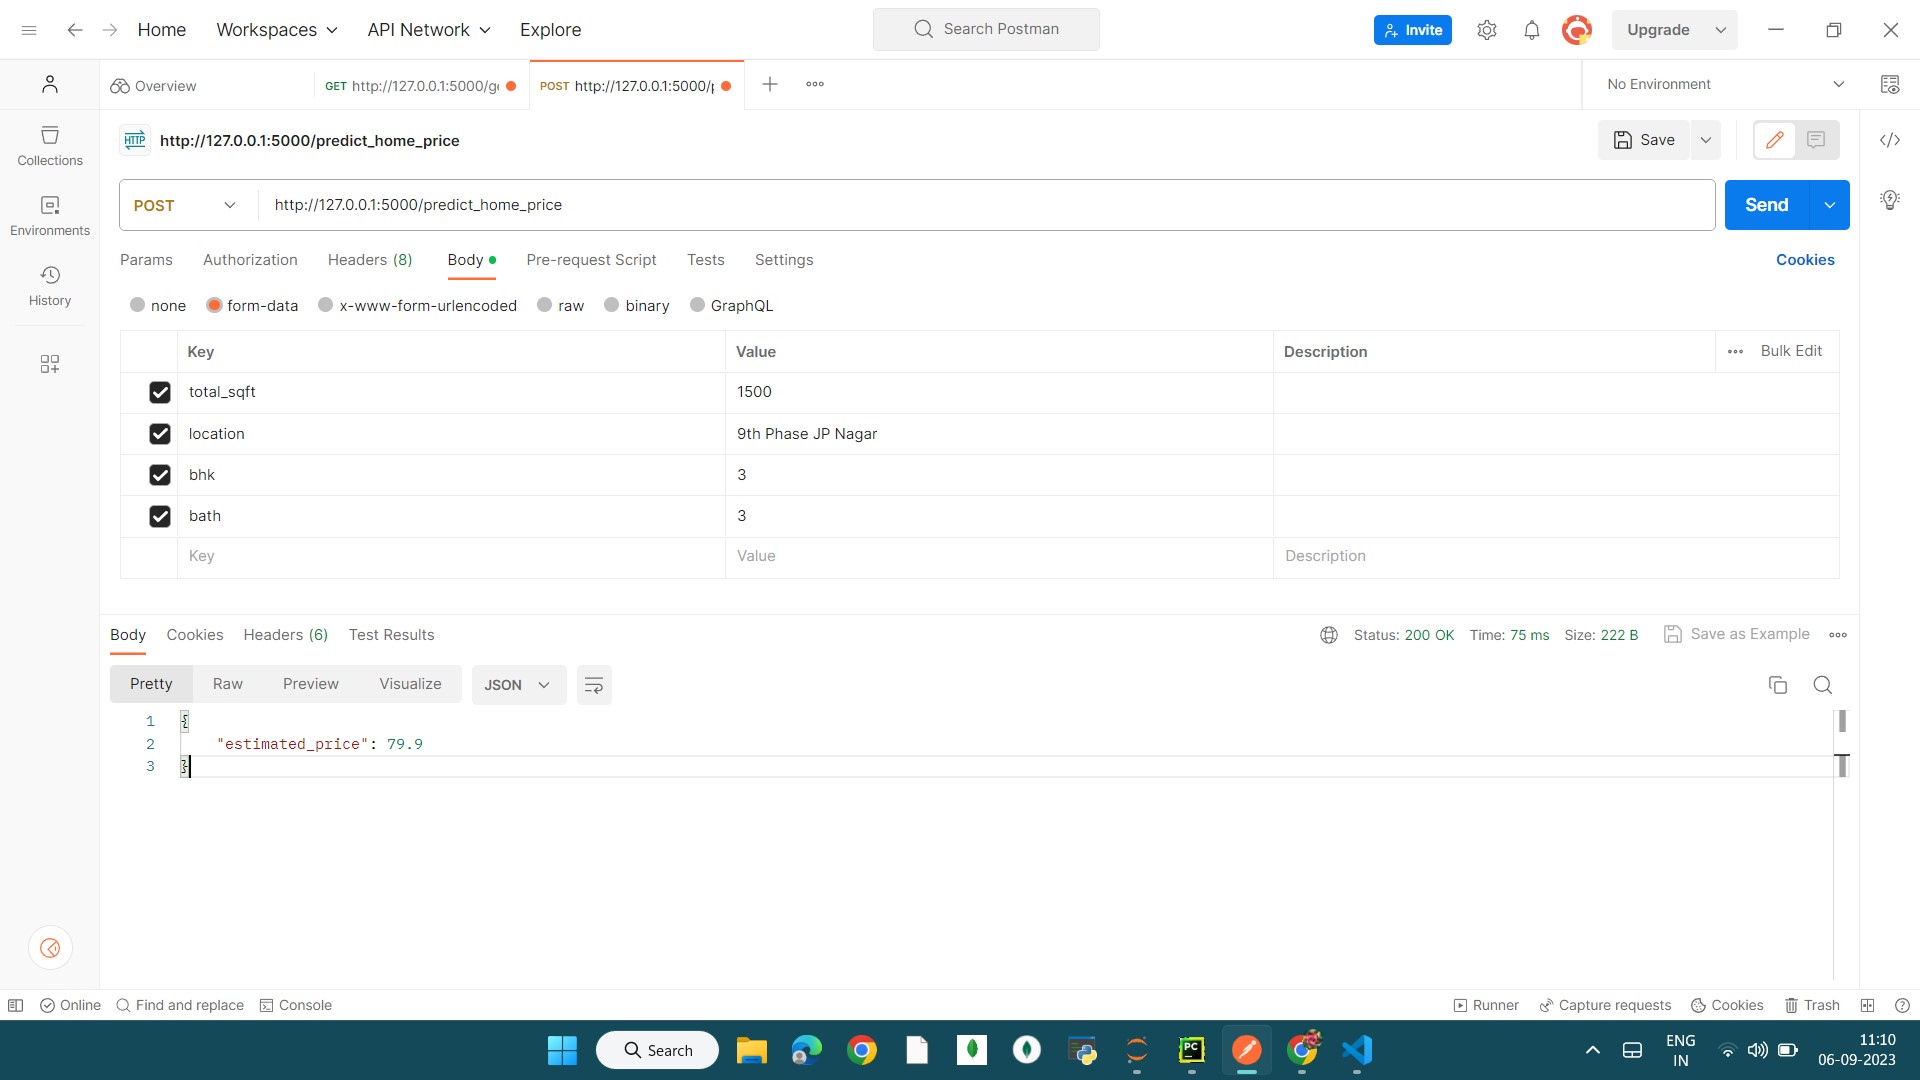 Home Workspaces API Network Explore Search Postman Invite Upgrade
Overview GET http://127.0.0.1:5000/ge POST http://127.0.0.1:5000/p No Environment
HTTP http://127.0.0.1:5000/predict_home_price Save
Collections
POST http://127.0.0.1:5000/predict_home_price Send
Environments
Params Authorization Headers (8) Body Pre-request Script Tests Settings Cookies
History
none form-data x-www-form-urlencoded raw binary GraphQL
Key Value Description Bulk Edit
total_sqft 1500
location 9th Phase JP Nagar
bhk 3
bath 3
Key Value Description
Body Cookies Headers (6) Test Results Status: 200 OK Time: 75 ms Size: 222 B Save as Example
Pretty Raw Preview Visualize JSON
1 {
2 "estimated_price": 79.9
3 }
Online Find and replace Console Runner Capture requests Cookies Trash
Search PC ENG 11:10
IN 06-09-2023